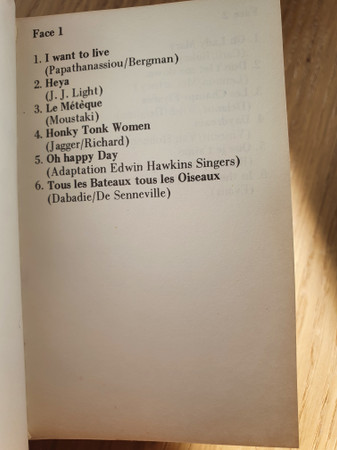 Face 1
1. I want to live
(Papathanassiou/Bergman)
2. Heya
(J. J. Light)
3. Le Métèque
(Moustaki)
4. Honky Tonk Women
(Jagger/Richard)
5. Oh happy Day
(Adaptation Edwin Hawkins Singers)
6. Tous les Bateaux tous les Oiseaux
(Dabadie/De Senneville)